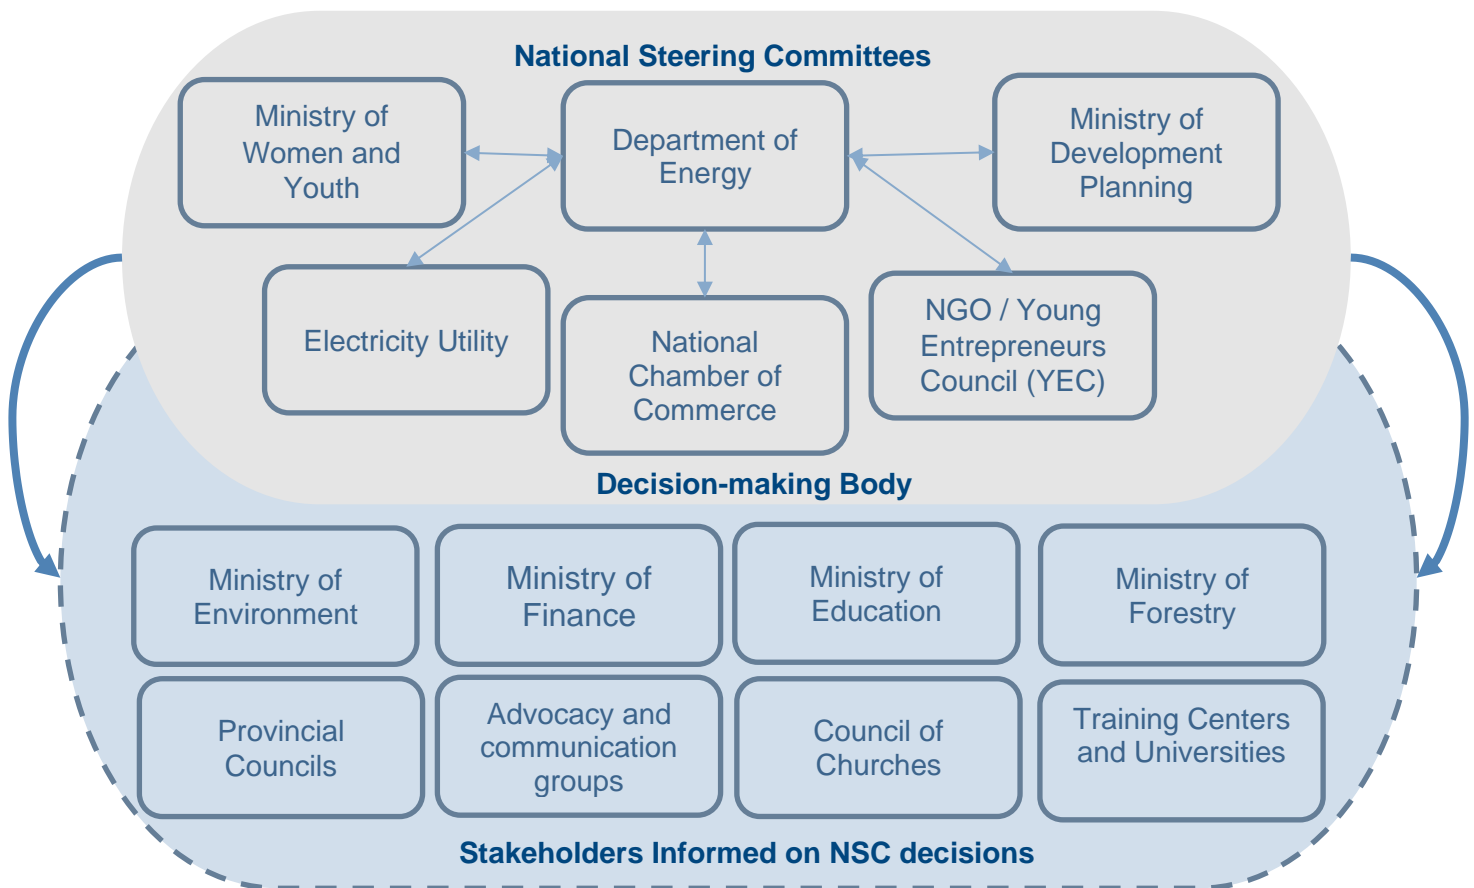 National Steering Committees
Ministry of
Women and
Youth
Department of
Energy
Ministry of
Development
Planning
Electricity Utility
National
Chamber of
Commerce
NGO / Young
Entrepreneurs
Council (YEC)
Decision-making Body
Ministry of
Environment
Ministry of
Finance
Ministry of
Education
Ministry of
Forestry
Provincial
Councils
Advocacy and
communication
groups
Council of
Churches
Training Centers
and Universities
Stakeholders Informed on NSC decisions